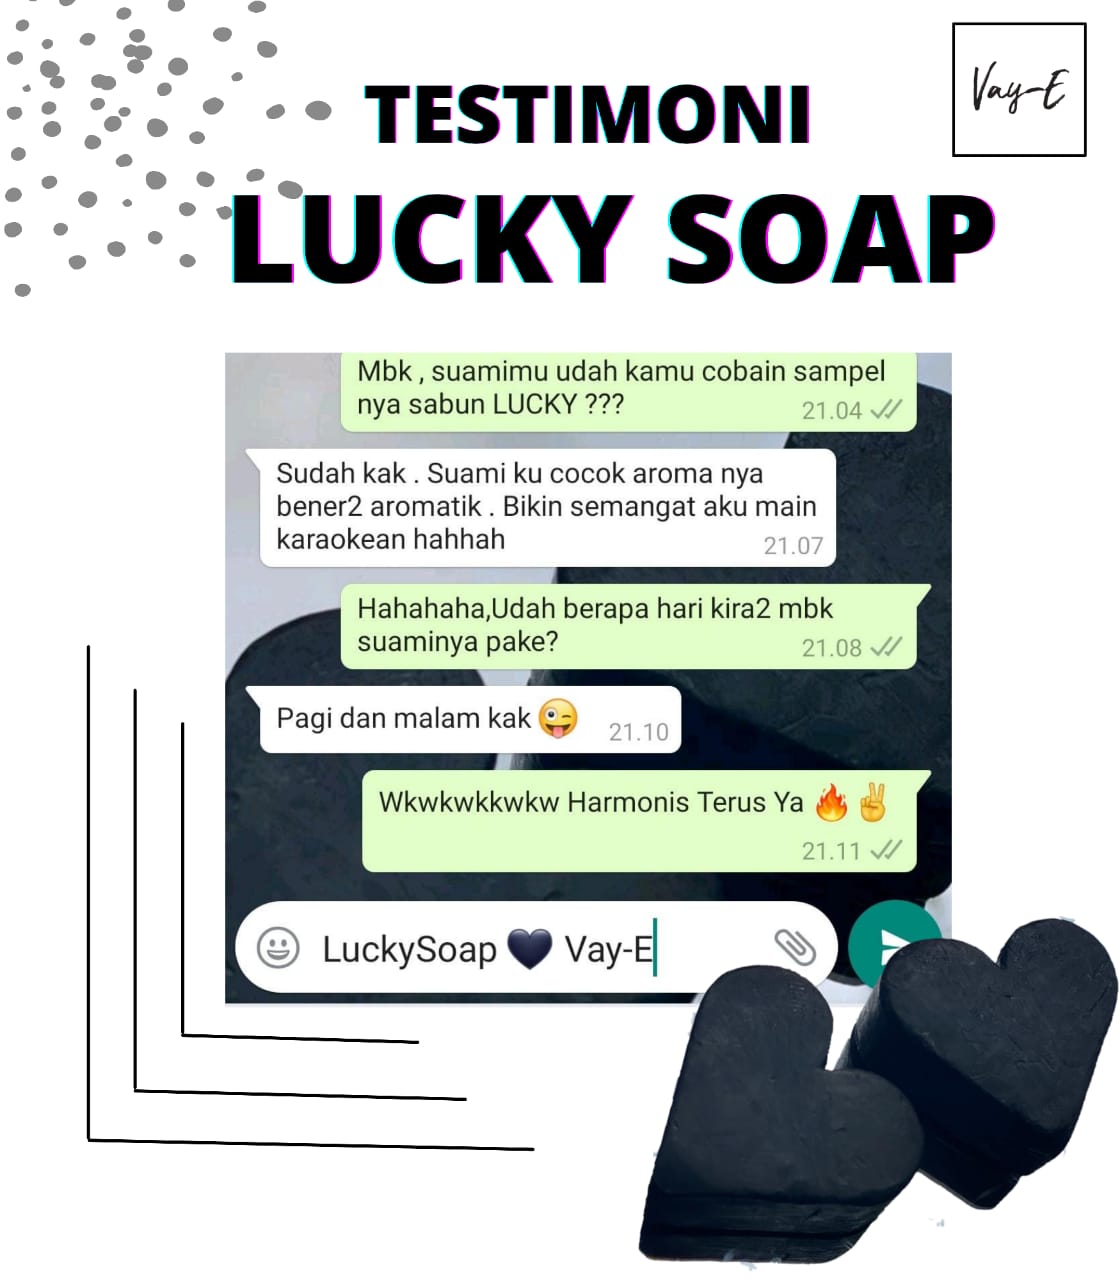 TESTIMONI
Vay-E
LUCKY SOAP
Mbk , suamimu udah kamu cobain sampel
nya sabun LUCKY ???
21.04
Sudah kak . Suami ku cocok aroma nya
bener2 aromatik . Bikin semangat aku main
karaokean hahhah
21.07
Hahahaha,Udah berapa hari kira2 mbk
suaminya pake?
21.08
Pagi dan malam kak 😜
21.10
Wkwkwkkwkw Harmonis Terus Ya 🔥 ✌
21.11
LuckySoap 🖤 Vay-E